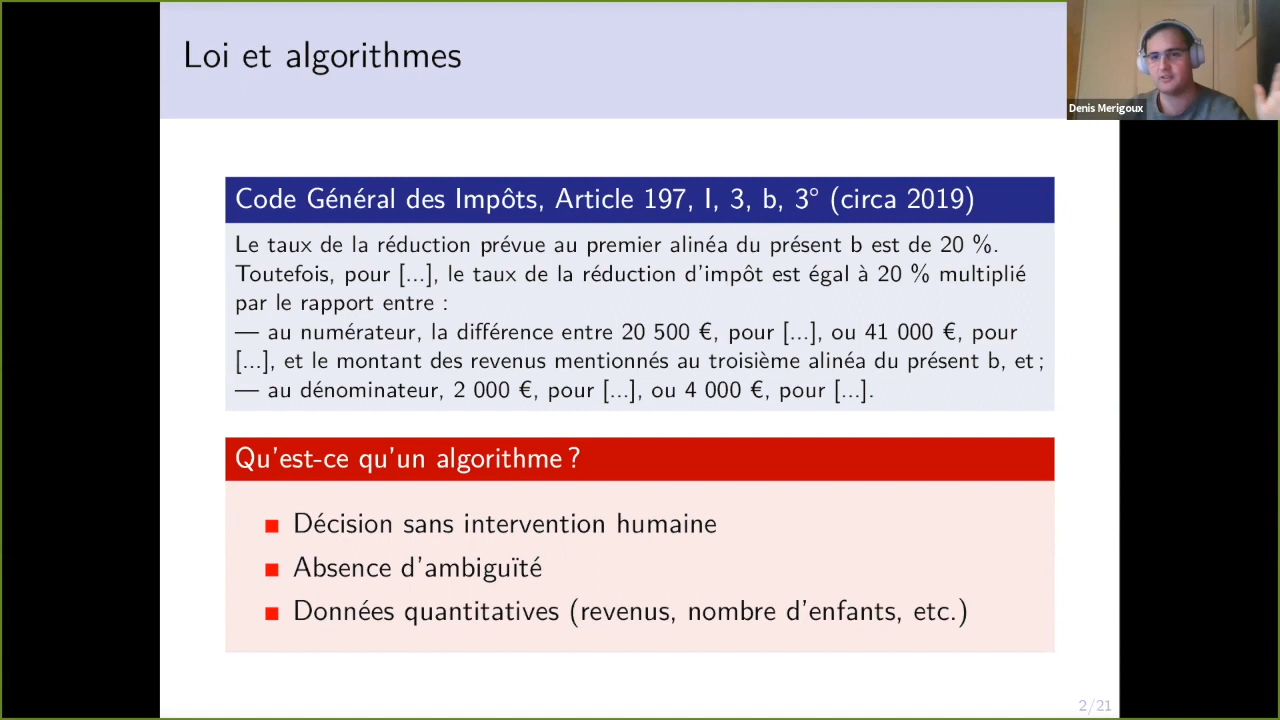 Loi et algorithmes
Denis Merigoux
Code Général des Impôts, Article 197, I, 3, b, 3° (circa 2019)
Le taux de la réduction prévue au premier alinéa du présent b est de 20 %.
Toutefois, pour [...], le taux de la réduction d'impôt est égal à 20 % multiplié
par le rapport entre :
— au numérateur, la différence entre 20 500 €, pour [...], ou 41 000 €, pour
[...], et le montant des revenus mentionnés au troisième alinéa du présent b, et ;
— au dénominateur, 2 000 €, pour [...], ou 4 000 €, pour [...].
Qu'est-ce qu'un algorithme ?
Décision sans intervention humaine
Absence d'ambiguïté
Données quantitatives (revenus, nombre d'enfants, etc.)
2/21